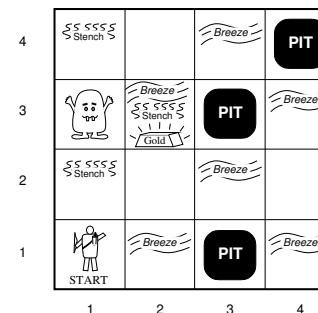 4
Stench
Breeze
PIT
3
Breeze
Stench
Gold
PIT
Breeze
2
Stench
Breeze
1
START
Breeze
PIT
Breeze
1 2 3 4